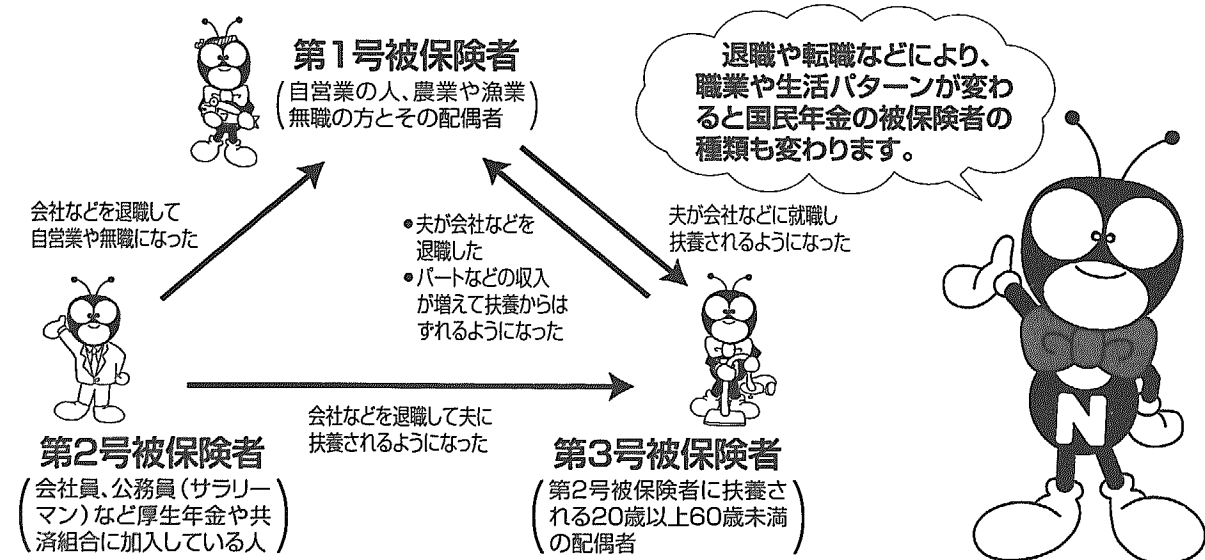 第1号被保険者
(自営業の人、農業や漁業
無職の方とその配偶者)
退職や転職などにより、
職業や生活パターンが変わ
ると国民年金の被保険者の
種類も変わります。
会社などを退職して
自営業や無職になった
●夫が会社などを
退職した
●パートなどの収入
が増えて扶養からは
ずれるようになった
夫が会社などに就職し
扶養されるようになった
会社などを退職して夫に
扶養されるようになった
第2号被保険者
(会社員、公務員(サラリー
マン)など厚生年金や共
済組合に加入している人)
第3号被保険者
(第2号被保険者に扶養さ
れる20歳以上60歳未満
の配偶者)
N